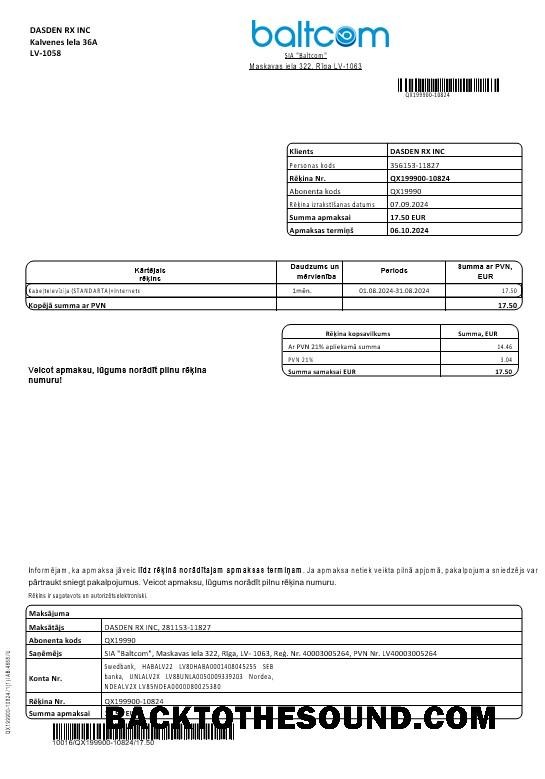 DASDEN RX INC
Kalvenes Iela 36A
LV-1058
baltcom
SIA "Baltcom"
Maskavas iela 322, Rīga LV-1063
QX199900-10824
Klients DASDEN RX INC
Personas kods 356153-11827
Rēķina Nr. QX199900-10824
Abonenta kods QX19990
Rēķina izrakstīšanas datums 07.09.2024
Summa apmaksai 17.50 EUR
Apmaksas termiņš 06.10.2024
Kārtējais rēķins Daudzums un mērvienība Periods Summa ar PVN, EUR
Kabeļtelevīzija (STANDARTA)+Internets 1mēn. 01.08.2024-31.08.2024 17.50
Kopējā summa ar PVN 17.50
Rēķina kopsavilkums Summa, EUR
Ar PVN 21% apliekamā summa 14.46
PVN 21% 3.04
Summa samaksai EUR 17.50
Veicot apmaksu, lūgums norādīt pilnu rēķina
numuru!
Informējam, ka apmaksa jāveic līdz rēķinā norādītajam apmaksas termiņam. Ja apmaksa netiek veikta pilnā apjomā, pakalpojuma sniedzējs var
pārtraukt sniegt pakalpojumus. Veicot apmaksu, lūgums norādīt pilnu rēķina numuru.
Rēķins ir sagatavots un autorizēts elektroniski.
Maksājuma
Maksātājs DASDEN RX INC, 281153-11827
Abonenta kods QX19990
Saņēmējs SIA "Baltcom", Maskavas iela 322, Rīga, LV- 1063, Reģ. Nr. 40003005264, PVN Nr. LV40003005264
Konta Nr. Swedbank, HABALV22 LV8DHABA0001408045255 SEB
banka, UNLALV2X LV88UNLA0050009339203 Nordea,
NDEALV2X LV85NDEA0000080025380
Rēķina Nr. QX199900-10824
Summa apmaksai
BACKTOTHESOUND.COM
10016/QX199900-10824/17.50